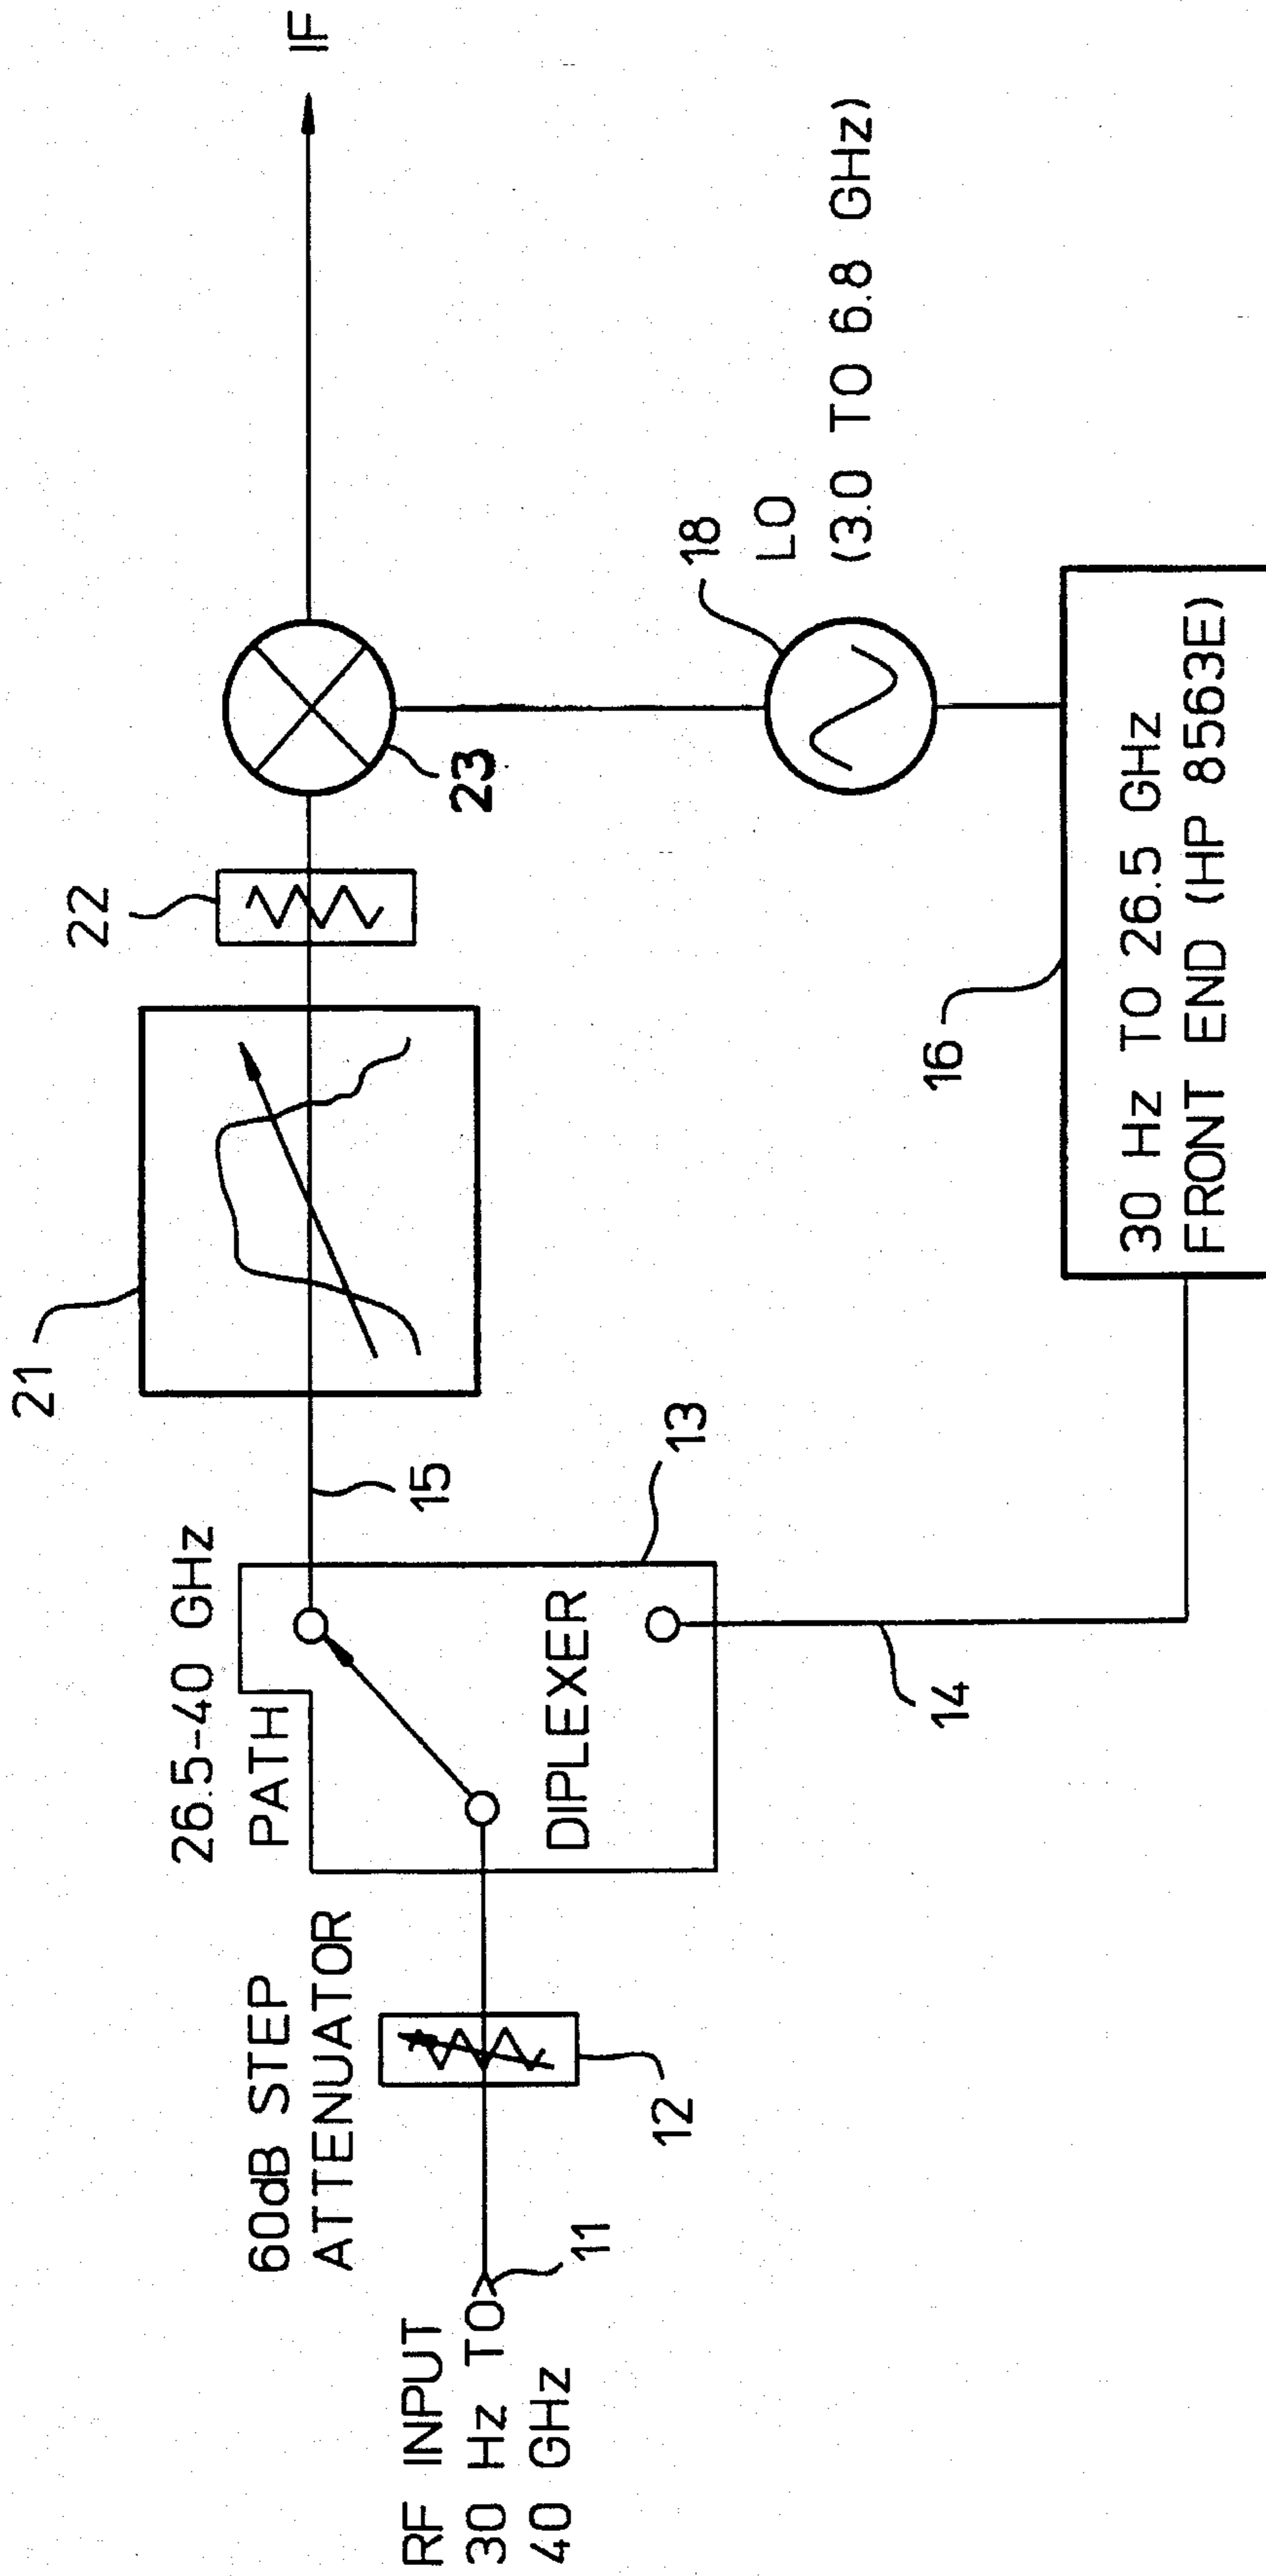 RF INPUT
30 Hz TO
40 GHz
11
60dB STEP
ATTENUATOR
12
26.5-40 GHz
PATH
DIPLEXER
13
14
15
21
22
23
IF
18
LO
(3.0 TO 6.8 GHz)
16
30 Hz TO 26.5 GHz
FRONT END (HP 8563E)